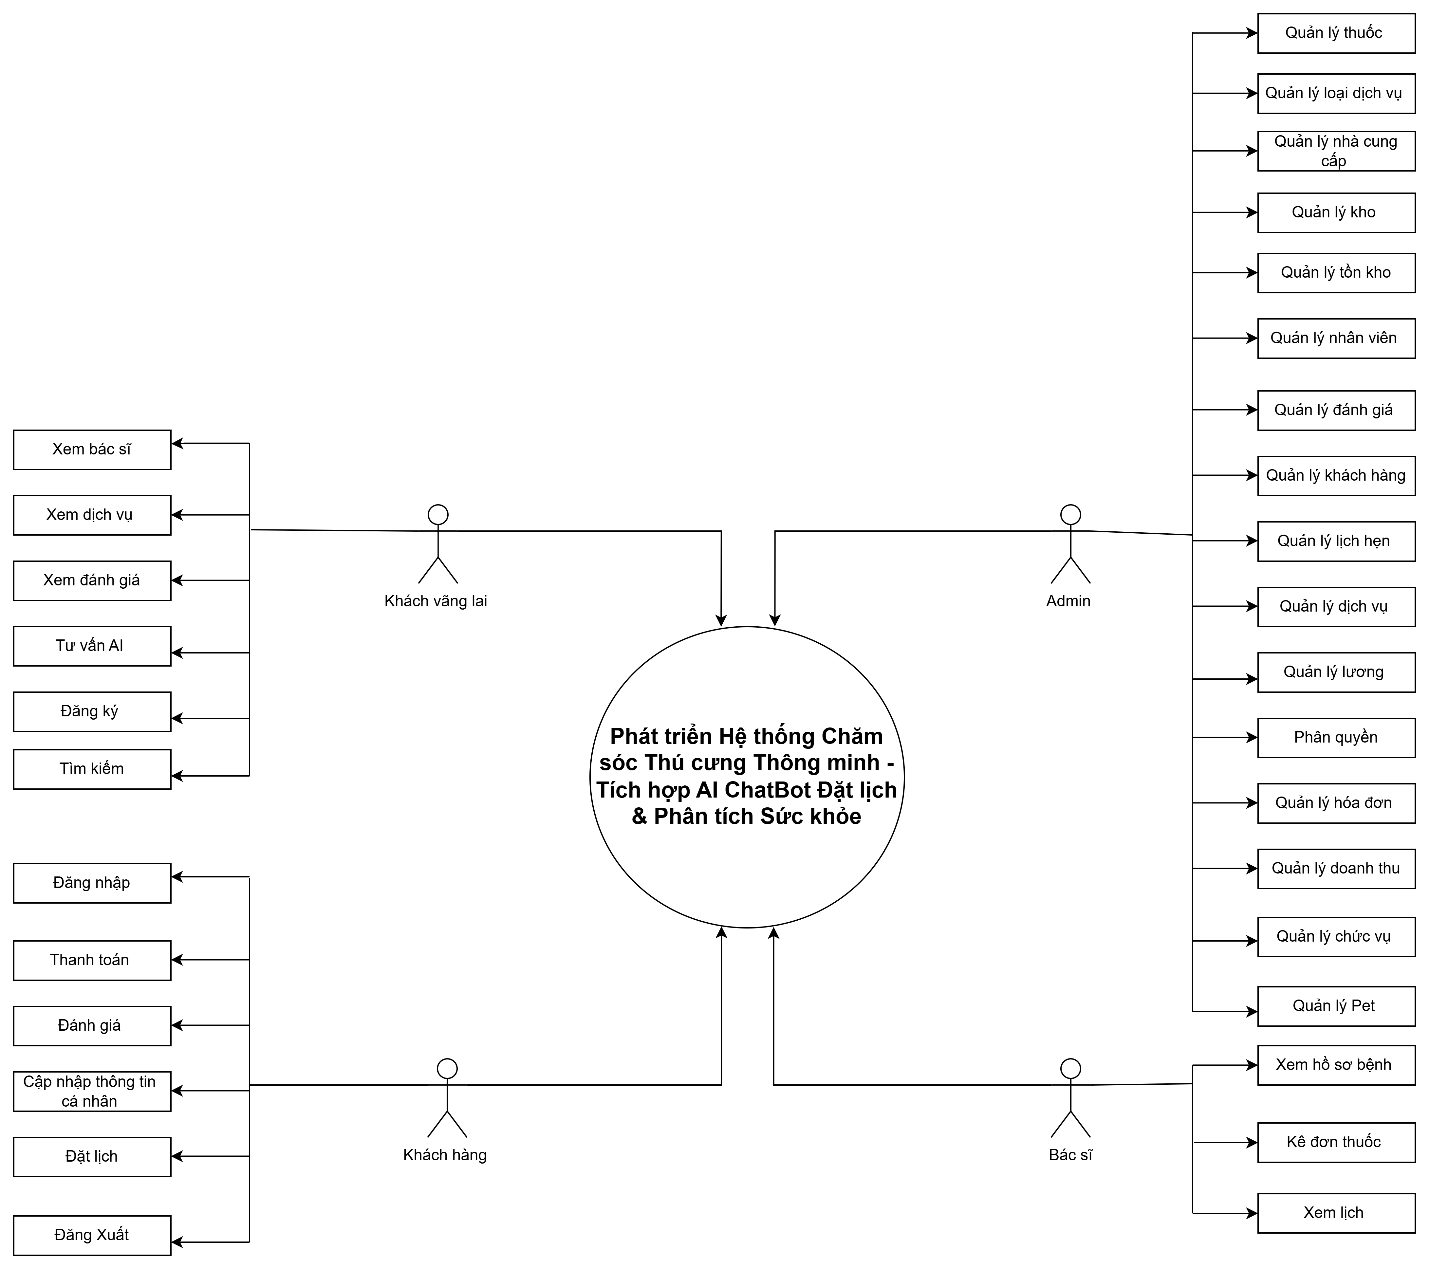 Quản lý thuốc
Quản lý loại dịch vụ
Quản lý nhà cung
cấp
Quản lý kho
Quản lý tồn kho
Quán lý nhân viên
Quán lý đánh giá
Quản lý khách hàng
Quản lý lịch hẹn
Quản lý dịch vụ
Quản lý lương
Phân quyền
Quản lý hóa đơn
Quản lý doanh thu
Quản lý chức vụ
Quản lý Pet
Xem bác sĩ
Xem dịch vụ
Xem đánh giá
Tư vấn AI
Đăng ký
Tìm kiếm
Khách vãng lai
Admin
Phát triển Hệ thống Chăm
sóc Thú cưng Thông minh -
Tích hợp AI ChatBot Đặt lịch
& Phân tích Sức khỏe
Đăng nhập
Thanh toán
Đánh giá
Cập nhập thông tin
cá nhân
Đặt lịch
Đăng Xuất
Khách hàng
Bác sĩ
Xem hồ sơ bệnh
Kê đơn thuốc
Xem lịch